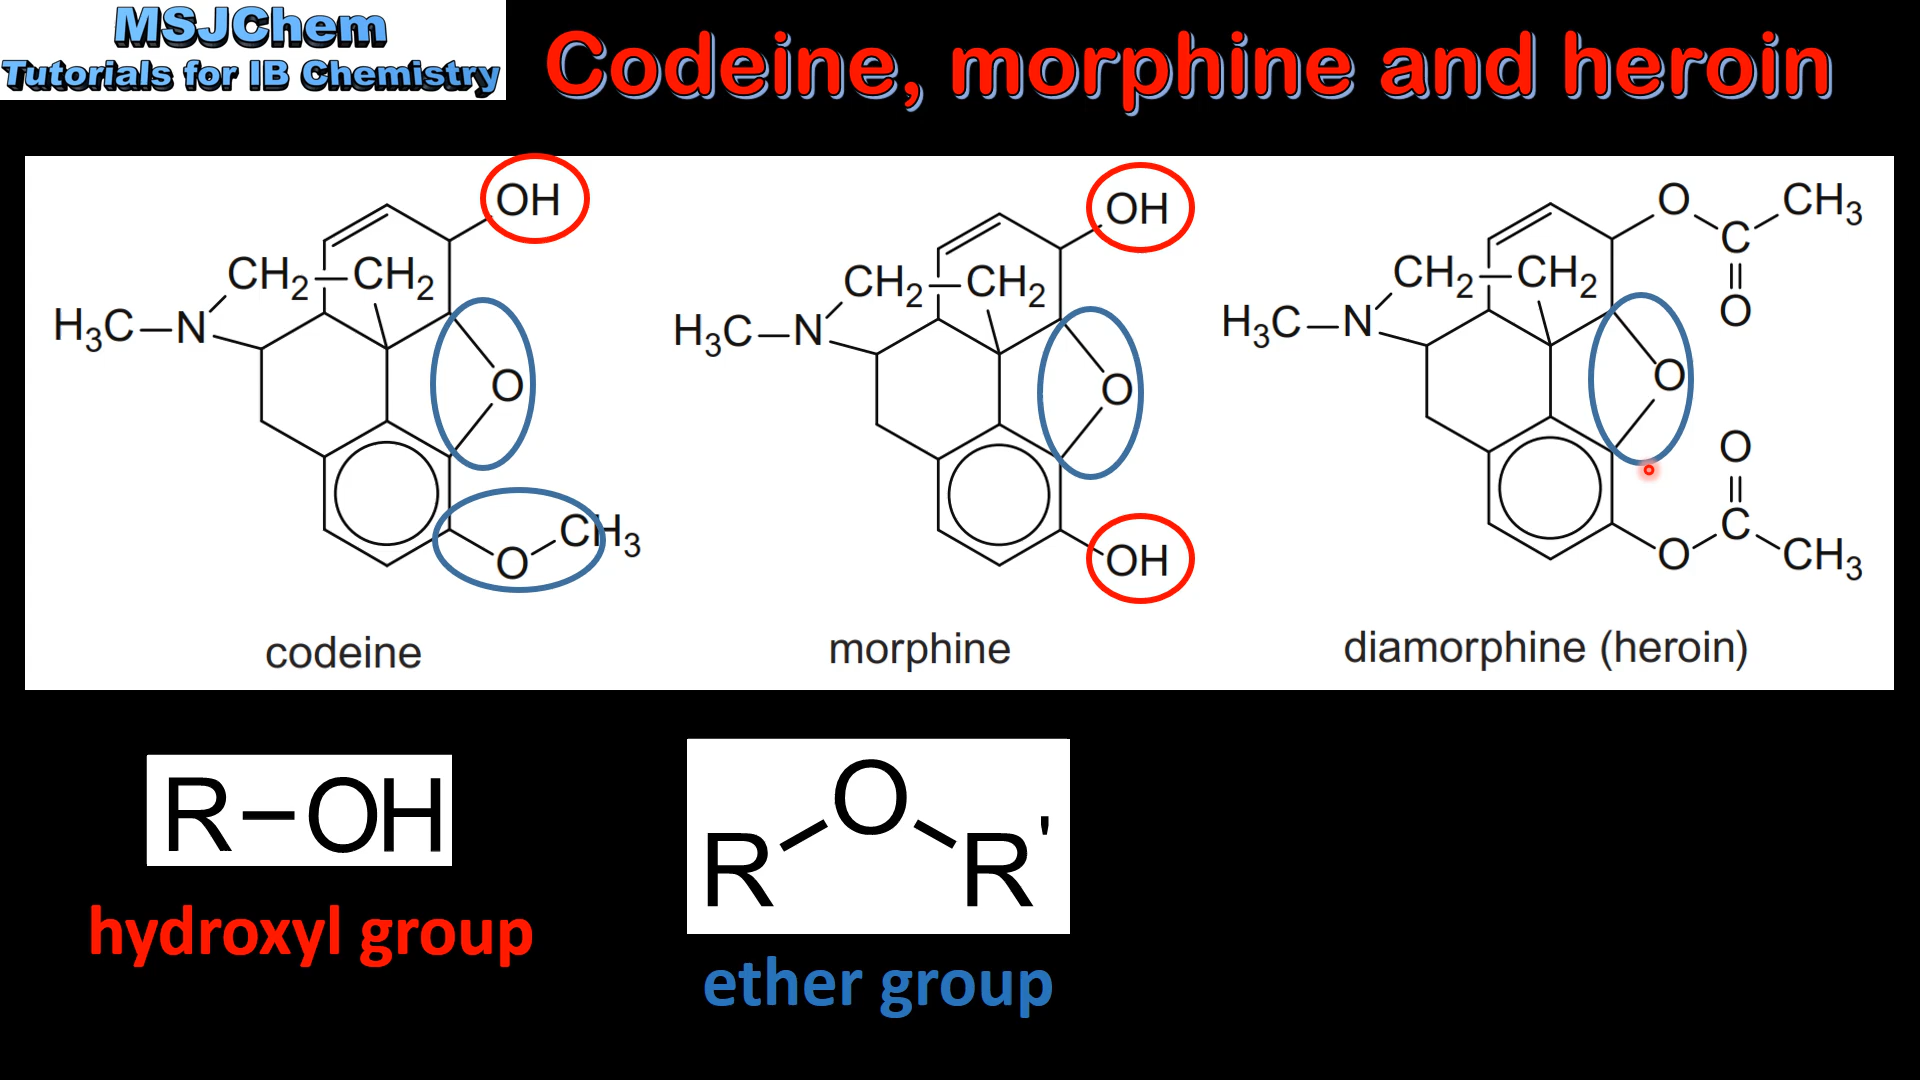 MSJChem
Tutorials for IB Chemistry
Codeine, morphine and heroin
OH
CH2 CH2
H3C N
O
CH3
O
codeine
OH
CH2 CH2
H3C N
O
OH
morphine
O CH3
C
O
CH2 CH2
H3C N
O
O
C
O CH3
diamorphine (heroin)
R–OH
hydroxyl group
O
R R'
ether group